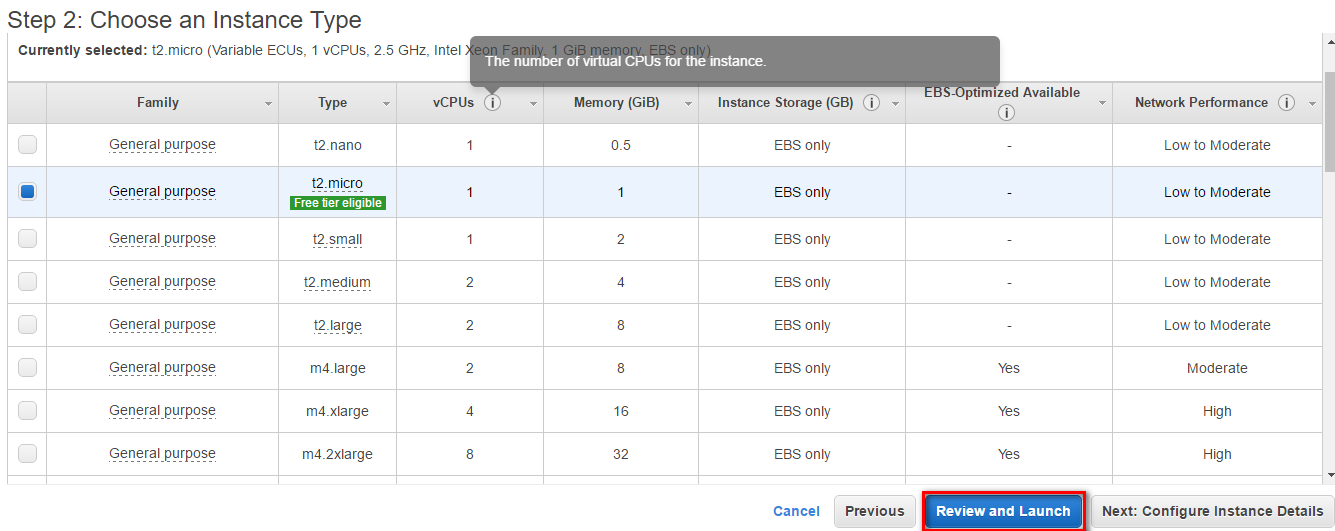 Step 2: Choose an Instance Type
Currently selected: t2.micro (Variable ECUs, 1 vCPUs, 2.5 GHz, Intel Xeon Family, 1 GiB memory, EBS only)
The number of virtual CPUs for the instance.
Family Type vCPUs i Memory (GiB) Instance Storage (GB) i EBS-Optimized Available i Network Performance i
General purpose t2.nano 1 0.5 EBS only - Low to Moderate
General purpose t2.micro 1 1 EBS only - Low to Moderate
Free tier eligible
General purpose t2.small 1 2 EBS only - Low to Moderate
General purpose t2.medium 2 4 EBS only - Low to Moderate
General purpose t2.large 2 8 EBS only - Low to Moderate
General purpose m4.large 2 8 EBS only Yes Moderate
General purpose m4.xlarge 4 16 EBS only Yes High
General purpose m4.2xlarge 8 32 EBS only Yes High
Cancel Previous Review and Launch Next: Configure Instance Details